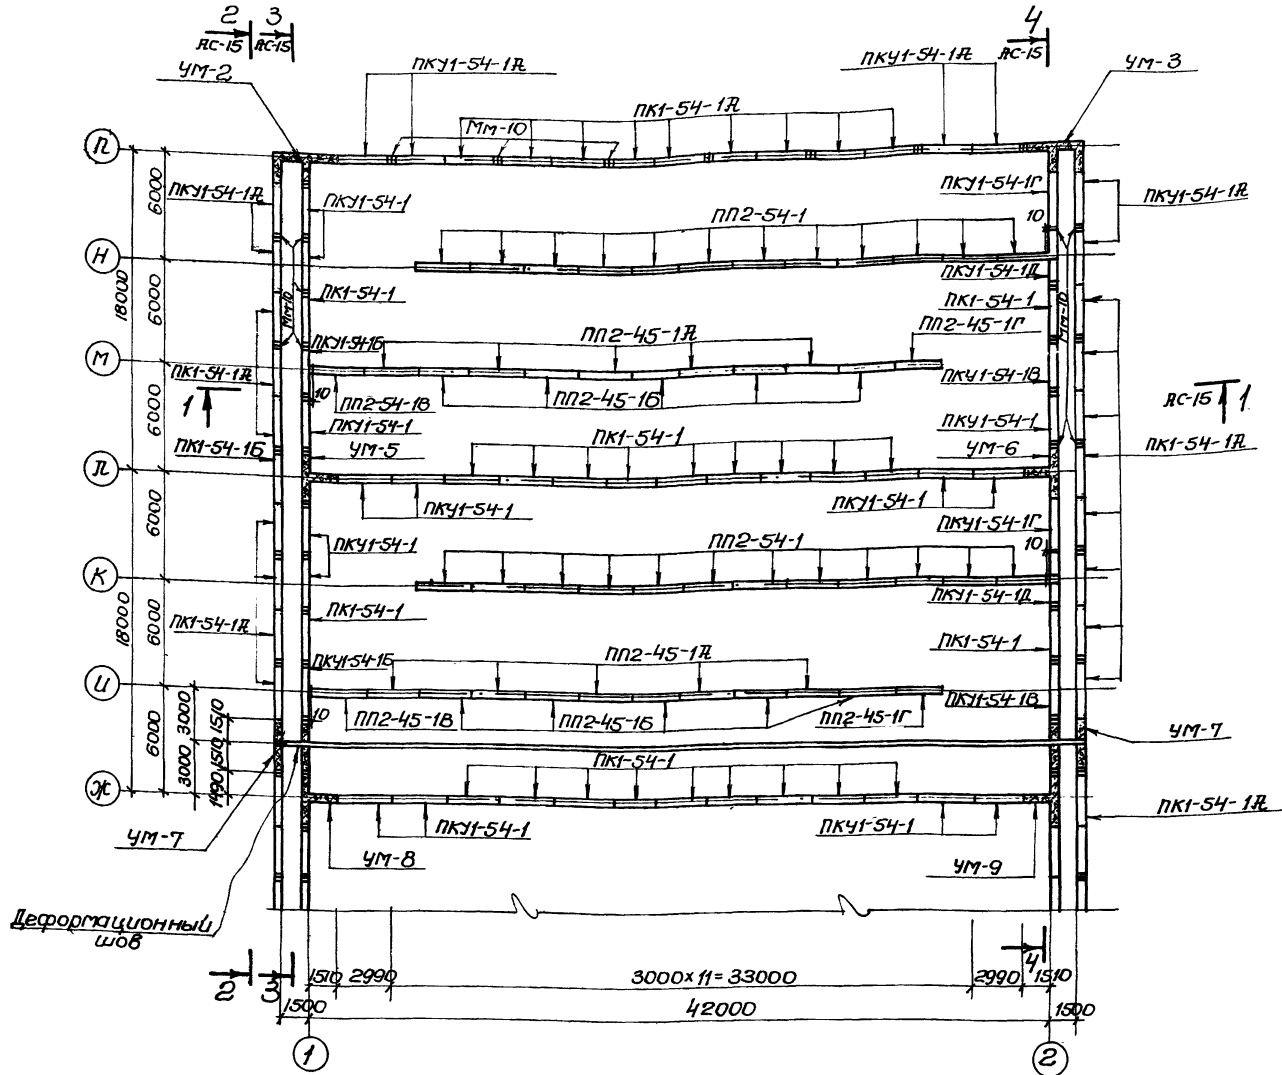 2 3
АС-15 АС-15
4
АС-15
УМ-2
ПКУ1-54-1А
ПКУ1-54-1А
УМ-3
ПК1-54-1А
Мм-10
П
ПКУ1-54-1А
ПКУ1-54-1
ПКУ1-54-1Г
ПКУ1-54-1А
6000
ПП2-54-1
10
Н
ПКУ1-54-1Д
18000
6000
Мм-10
ПК1-54-1
ПК1-54-1
Мм-10
ПП2-45-1А
ПП2-45-1Г
М
ПКУ1-54-1Б
ПК1-54-1А
ПКУ1-54-1В
1
10
ПП2-54-1В
ПП2-45-1Б
АС-15 1
6000
ПКУ1-54-1
ПКУ1-54-1
ПК1-54-1Б
УМ-5
ПК1-54-1
УМ-6
ПК1-54-1А
Л
ПКУ1-54-1
ПКУ1-54-1
6000
ПКУ1-54-1Г
ПКУ1-54-1
ПП2-54-1
10
К
18000
6000
ПКУ1-54-1Д
ПК1-54-1
ПК1-54-1А
ПК1-54-1
ПКУ1-54-1Б
ПП2-45-1А
И
ПКУ1-54-1В
10
ПП2-45-1В
ПП2-45-1Б
ПП2-45-1Г
6000
3000
1510
УМ-7
3000
1510
1490
ПК1-54-1
Ж
ПКУ1-54-1
ПКУ1-54-1
ПК1-54-1А
УМ-7
УМ-8
УМ-9
Деформационный
шов
2 3
4
1510 2990 3000х11=33000 2990 1510
1500 42000 1500
1 2